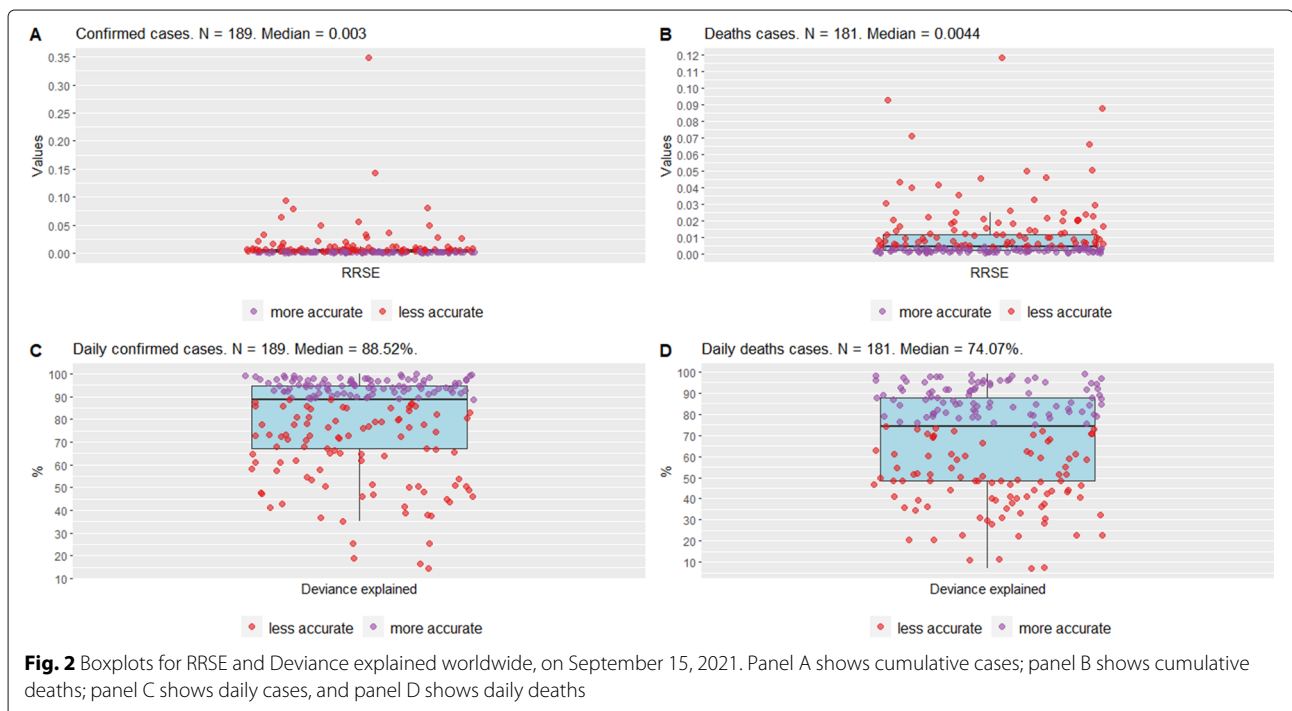 A Confirmed cases. N = 189. Median = 0.003
0.35
0.30
0.25
0.20
0.15
0.10
0.05
0.00
Values
RRSE
more accurate less accurate
B Deaths cases. N = 181. Median = 0.0044
0.12
0.11
0.10
0.09
0.08
0.07
0.06
0.05
0.04
0.03
0.02
0.01
0.00
Values
RRSE
more accurate less accurate
C Daily confirmed cases. N = 189. Median = 88.52%.
100
90
80
70
60
50
40
30
20
10
%
Deviance explained
less accurate more accurate
D Daily deaths cases. N = 181. Median = 74.07%.
100
90
80
70
60
50
40
30
20
10
%
Deviance explained
less accurate more accurate
Fig. 2 Boxplots for RRSE and Deviance explained worldwide, on September 15, 2021. Panel A shows cumulative cases; panel B shows cumulative
deaths; panel C shows daily cases, and panel D shows daily deaths